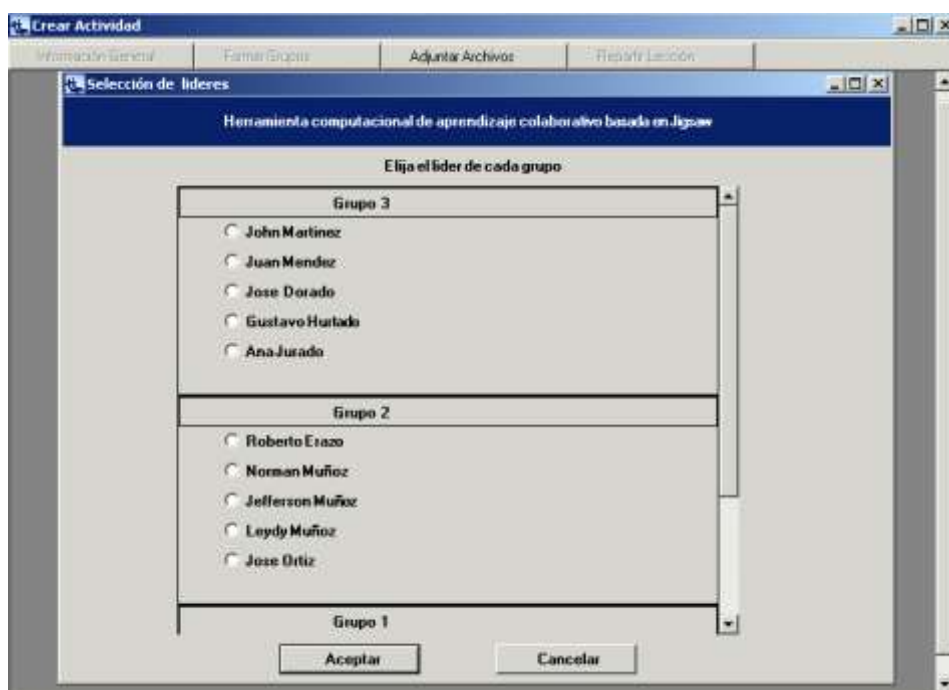 Crear Actividad
Información General
Formar Grupos
Adjuntar Archivos
Repartir Lección
Selección de lideres
Herramienta computacional de aprendizaje colaborativo basada en Jigsaw
Elija el lider de cada grupo
Grupo 3
John Martinez
Juan Mendez
Jose Dorado
Gustavo Hurtado
Ana Jurado
Grupo 2
Roberto Erazo
Norman Muñoz
Jefferson Muñoz
Leydy Muñoz
Jose Ortiz
Grupo 1
Aceptar
Cancelar